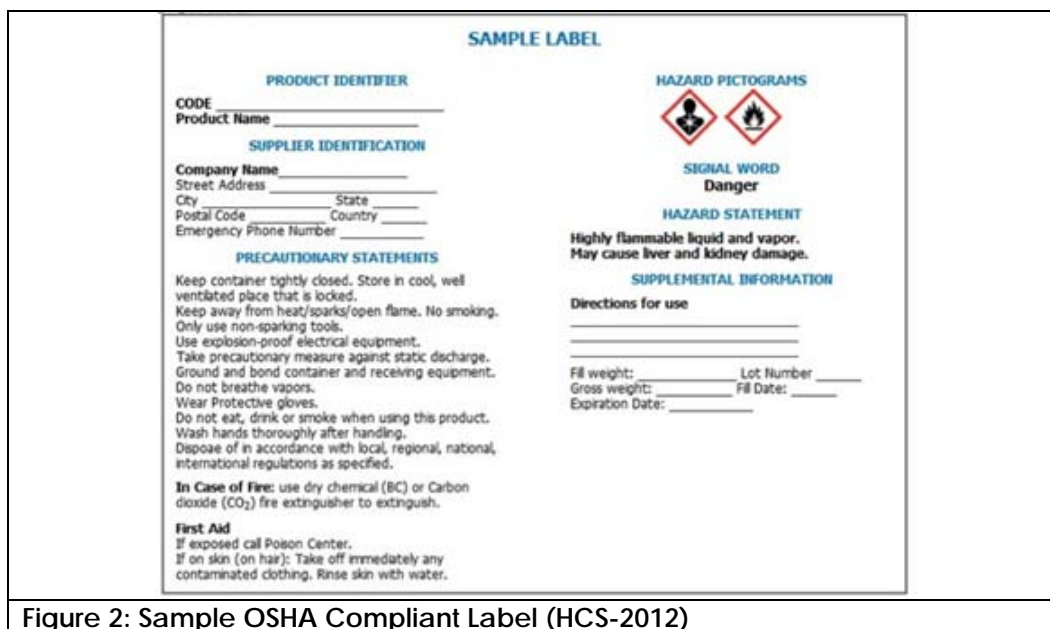 SAMPLE LABEL
PRODUCT IDENTIFIER
CODE
Product Name
SUPPLIER IDENTIFICATION
Company Name
Street Address
City State
Postal Code Country
Emergency Phone Number
PRECAUTIONARY STATEMENTS
Keep container tightly closed. Store in cool, well
ventilated place that is locked.
Keep away from heat/sparks/open flame. No smoking.
Only use non-sparking tools.
Use explosion-proof electrical equipment.
Take precautionary measure against static discharge.
Ground and bond container and receiving equipment.
Do not breathe vapors.
Wear Protective gloves.
Do not eat, drink or smoke when using this product.
Wash hands thoroughly after handling.
Dispoae of in accordance with local, regional, national,
international regulations as specified.
In Case of Fire: use dry chemical (BC) or Carbon
dioxide (CO₂) fire extinguisher to extinguish.
First Aid
If exposed call Poison Center.
If on skin (on hair): Take off immediately any
contaminated clothing. Rinse skin with water.
HAZARD PICTOGRAMS
SIGNAL WORD
Danger
HAZARD STATEMENT
Highly flammable liquid and vapor.
May cause liver and kidney damage.
SUPPLEMENTAL INFORMATION
Directions for use
Fill weight: Lot Number
Gross weight: Fill Date:
Expiration Date:
Figure 2: Sample OSHA Compliant Label (HCS-2012)